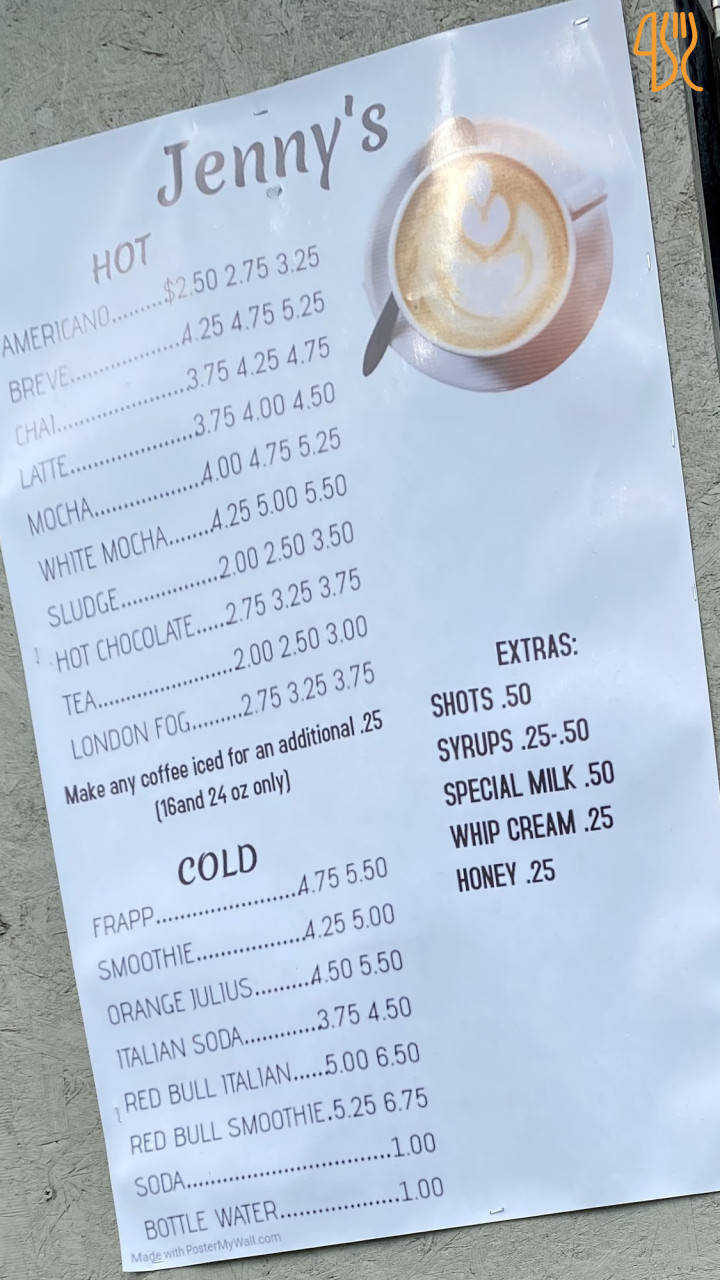 Jenny's
HOT
AMERICANO........$2.50 2.75 3.25
BREVE.................4.25 4.75 5.25
CHAI....................3.75 4.25 4.75
LATTE...................3.75 4.00 4.50
MOCHA.................4.00 4.75 5.25
WHITE MOCHA.......4.25 5.00 5.50
SLUDGE...............2.00 2.50 3.50
HOT CHOCOLATE.....2.75 3.25 3.75
TEA.....................2.00 2.50 3.00
LONDON FOG........2.75 3.25 3.75
Make any coffee iced for an additional .25
(16and 24 oz only)
EXTRAS:
SHOTS .50
SYRUPS .25-.50
SPECIAL MILK .50
WHIP CREAM .25
HONEY .25
COLD
FRAPP......................4.75 5.50
SMOOTHIE.................4.25 5.00
ORANGE JULIUS.........4.50 5.50
ITALIAN SODA............3.75 4.50
RED BULL ITALIAN......5.00 6.50
RED BULL SMOOTHIE.5.25 6.75
SODA................................1.00
BOTTLE WATER...................1.00
Made with PosterMyWall.com